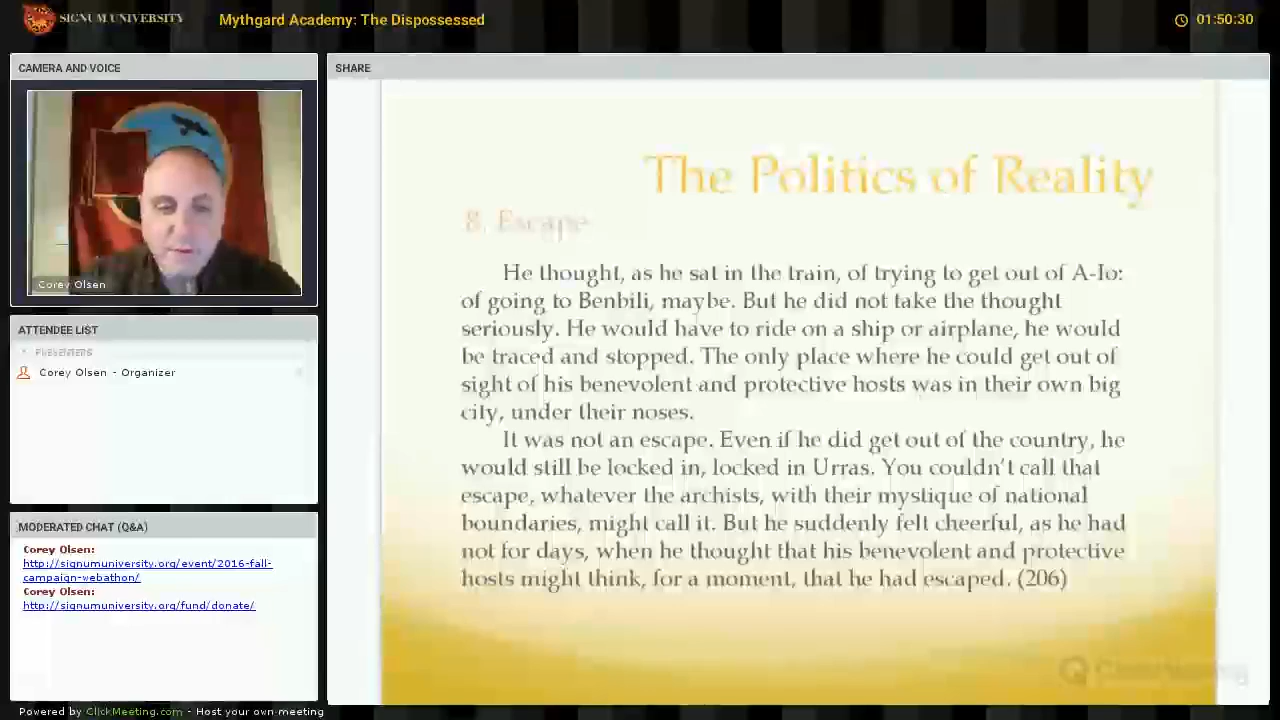 SIGNUM UNIVERSITY
Mythgard Academy: The Dispossessed
01:50:30
CAMERA AND VOICE
Corey Olsen
ATTENDEE LIST
Presenters
Corey Olsen - Organizer
MODERATED CHAT (Q&A)
Corey Olsen:
http://signumuniversity.org/event/2016-fall-
campaign-webathon/
Corey Olsen:
http://signumuniversity.org/fund/donate/
SHARE
The Politics of Reality
8. Escape
He thought, as he sat in the train, of trying to get out of A-Io:
of going to Benbili, maybe. But he did not take the thought
seriously. He would have to ride on a ship or airplane, he would
be traced and stopped. The only place where he could get out of
sight of his benevolent and protective hosts was in their own big
city, under their noses.
It was not an escape. Even if he did get out of the country, he
would still be locked in, locked in Urras. You couldn't call that
escape, whatever the archists, with their mystique of national
boundaries, might call it. But he suddenly felt cheerful, as he had
not for days, when he thought that his benevolent and protective
hosts might think, for a moment, that he had escaped. (206)
ClickMeeting
Powered by ClickMeeting.com - Host your own meeting